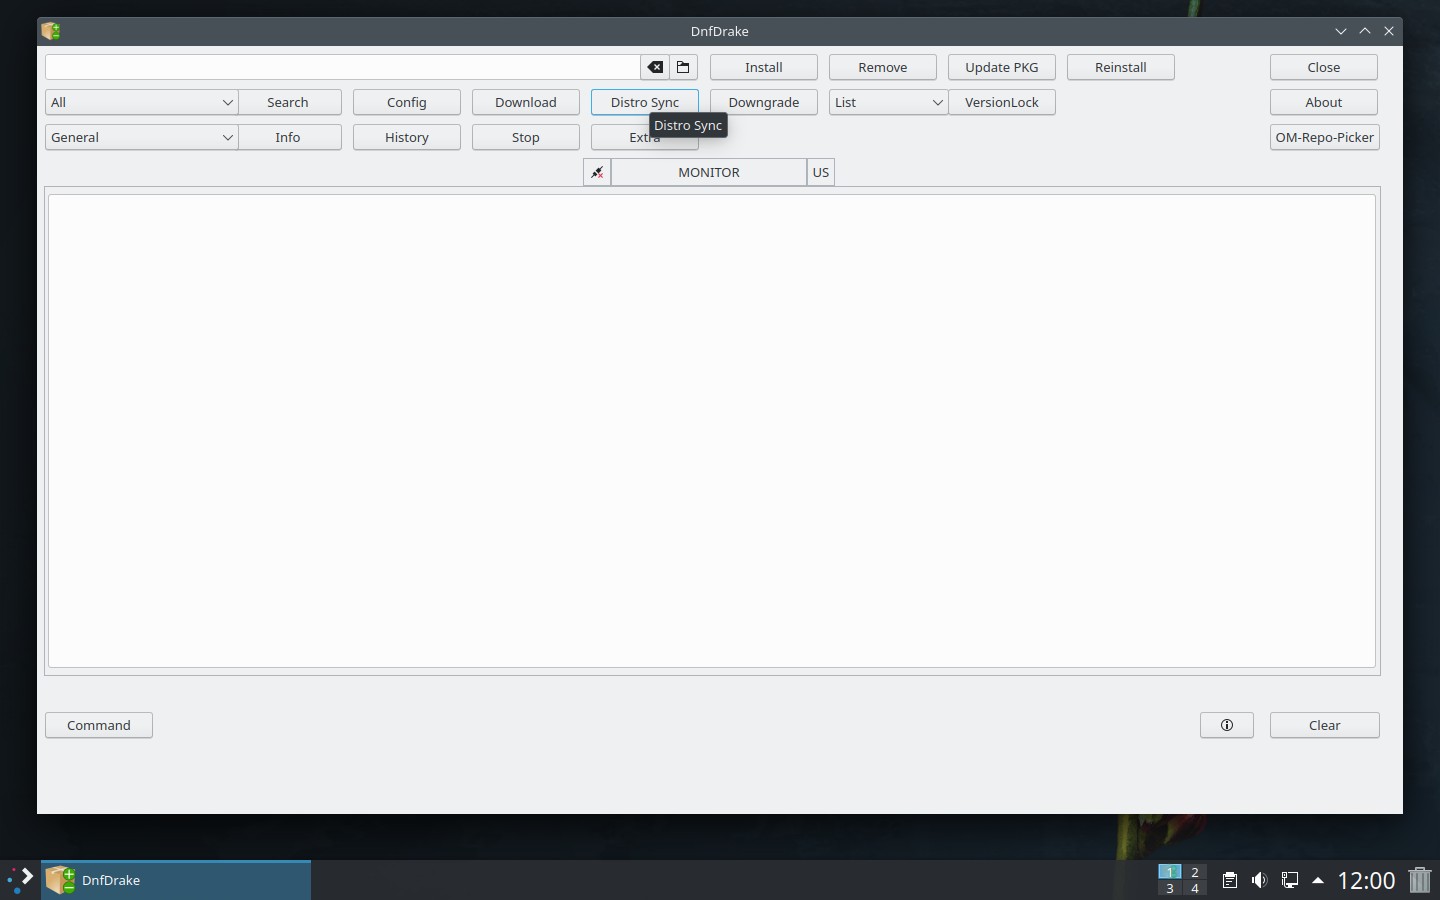 DnfDrake
Install Remove Update PKG Reinstall Close
All Search Config Download Distro Sync Downgrade List VersionLock About
Distro Sync
General Info History Stop Extra OM-Repo-Picker
MONITOR US
Command Clear
DnfDrake 1 2 3 4 12:00